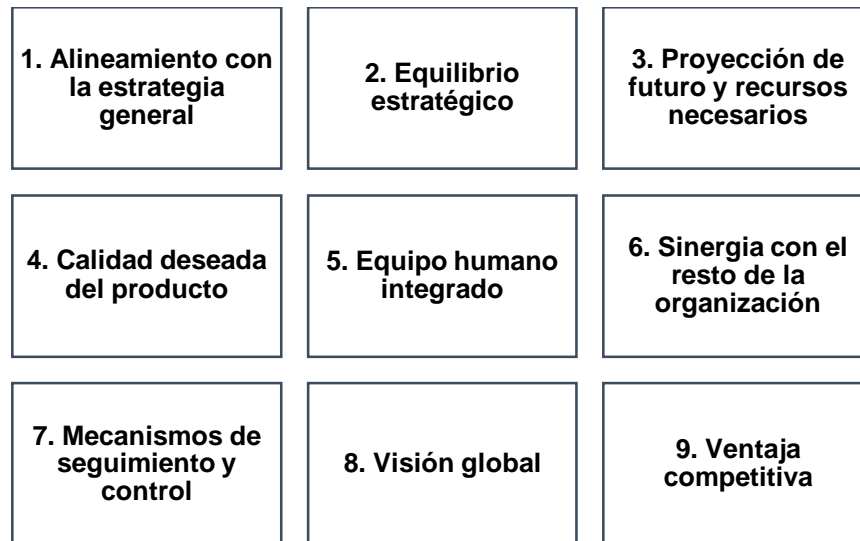 1. Alineamiento con
la estrategia
general
2. Equilibrio
estratégico
3. Proyección de
futuro y recursos
necesarios
4. Calidad deseada
del producto
5. Equipo humano
integrado
6. Sinergia con el
resto de la
organización
7. Mecanismos de
seguimiento y
control
8. Visión global
9. Ventaja
competitiva